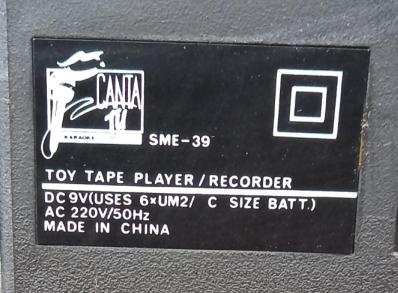 CANTA
TU
KARAOKE
SME-39
TOY TAPE PLAYER/RECORDER
DC 9V(USES 6×UM2/ C SIZE BATT.)
AC 220V/50Hz
MADE IN CHINA